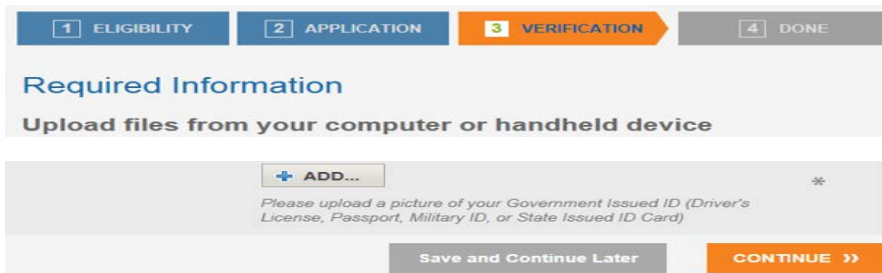 1 ELIGIBILITY 2 APPLICATION 3 VERIFICATION 4 DONE
Required Information
Upload files from your computer or handheld device
+ ADD... *
Please upload a picture of your Government Issued ID (Driver's
License, Passport, Military ID, or State Issued ID Card)
Save and Continue Later CONTINUE »